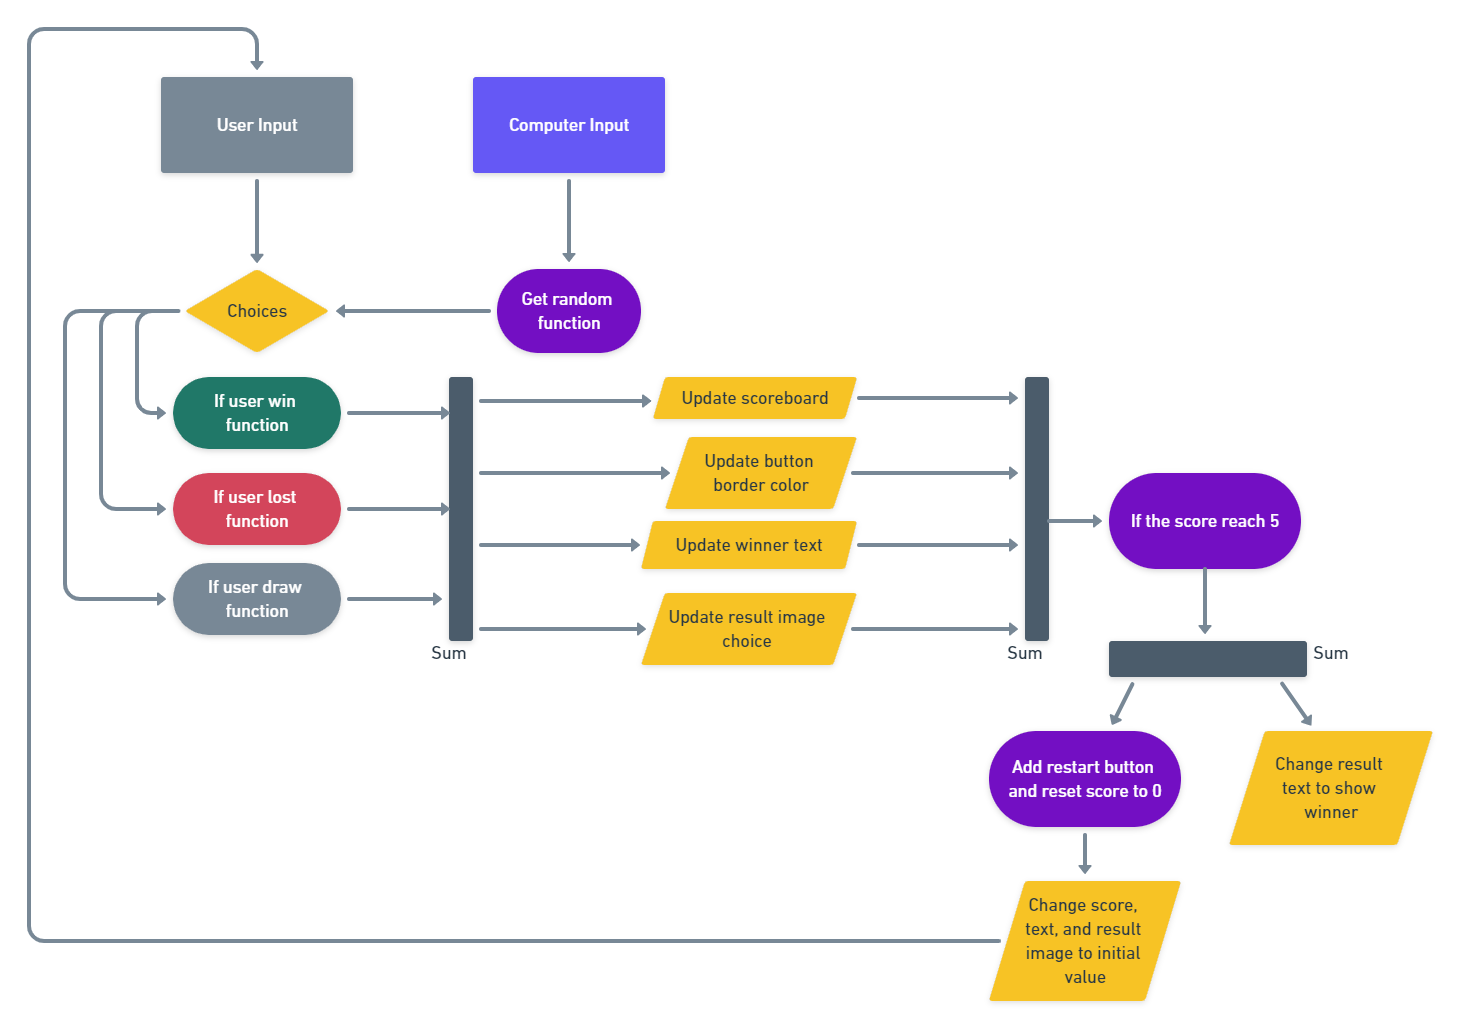 User Input
Computer Input
Choices
Get random
function
If user win
function
If user lost
function
If user draw
function
Sum
Update scoreboard
Update button
border color
Update winner text
Update result image
choice
Sum
If the score reach 5
Sum
Add restart button
and reset score to 0
Change result
text to show
winner
Change score,
text, and result
image to initial
value